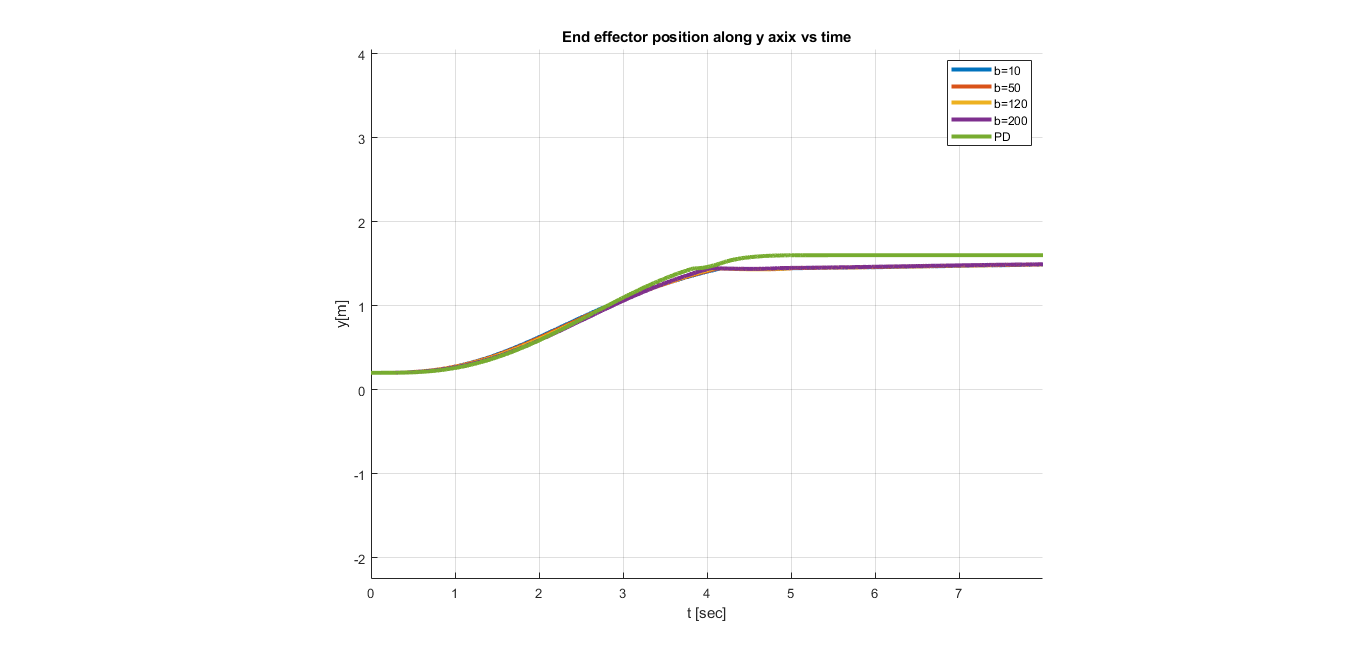 End effector position along y axix vs time
b=10
b=50
b=120
b=200
PD
4
3
2
1
0
-1
-2
y[m]
0 1 2 3 4 5 6 7
t [sec]